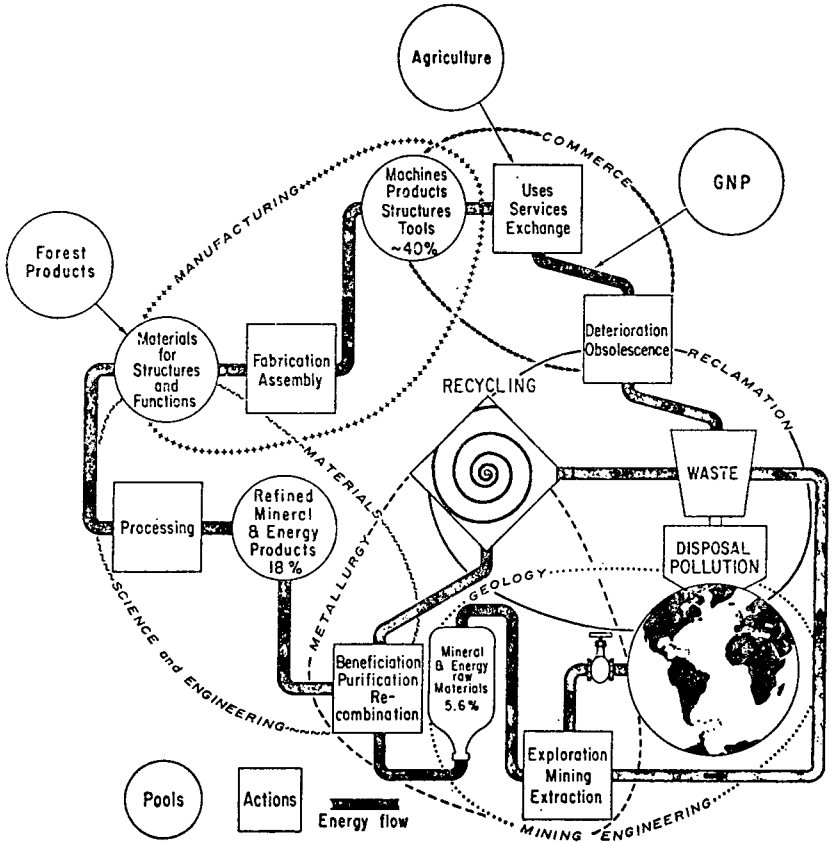 Agriculture
COMMERCE
GNP
Machines
Products
Structures
Tools
~40%
Uses
Services
Exchange
MANUFACTURING
Forest
Products
Materials
for
Structures
and
Functions
Fabrication
Assembly
Deterioration
Obsolescence
RECLAMATION
RECYCLING
WASTE
MATERIALS
Processing
Refined
Mineral
& Energy
Products
18 %
DISPOSAL
POLLUTION
METALLURGY
GEOLOGY
SCIENCE and ENGINEERING
Beneficiation
Purification
Re-
combination
Mineral
& Energy
raw
Materials
5.6 %
Exploration
Mining
Extraction
MINING ENGINEERING
Pools
Actions
Energy flow